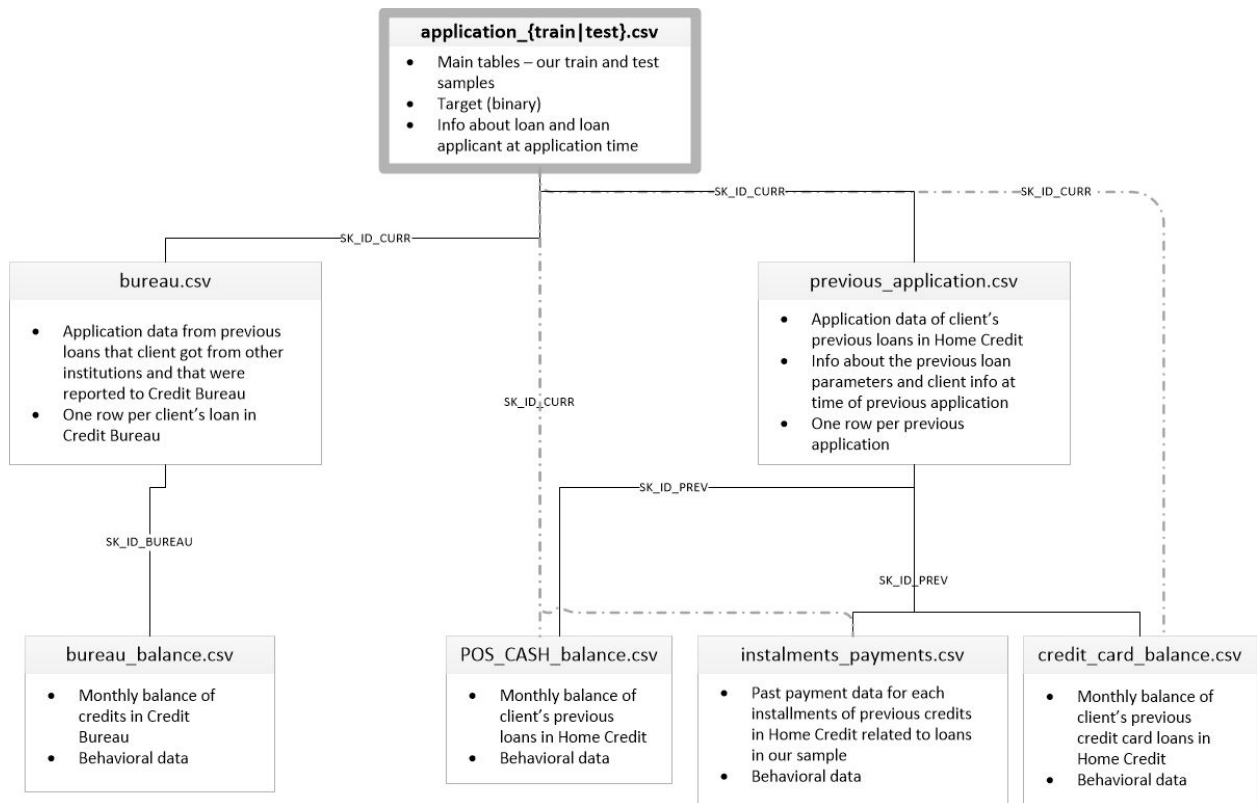 application_{train|test}.csv
• Main tables – our train and test
samples
• Target (binary)
• Info about loan and loan
applicant at application time
SK_ID_CURR
SK_ID_CURR
SK_ID_CURR
bureau.csv
• Application data from previous
loans that client got from other
institutions and that were
reported to Credit Bureau
• One row per client's loan in
Credit Bureau
previous_application.csv
• Application data of client's
previous loans in Home Credit
• Info about the previous loan
parameters and client info at
time of previous application
• One row per previous
application
SK_ID_CURR
SK_ID_PREV
SK_ID_BUREAU
SK_ID_PREV
bureau_balance.csv
• Monthly balance of
credits in Credit
Bureau
• Behavioral data
POS_CASH_balance.csv
• Monthly balance of
client's previous
loans in Home Credit
• Behavioral data
instalments_payments.csv
• Past payment data for each
installments of previous credits
in Home Credit related to loans
in our sample
• Behavioral data
credit_card_balance.csv
• Monthly balance of
client's previous
credit card loans in
Home Credit
• Behavioral data